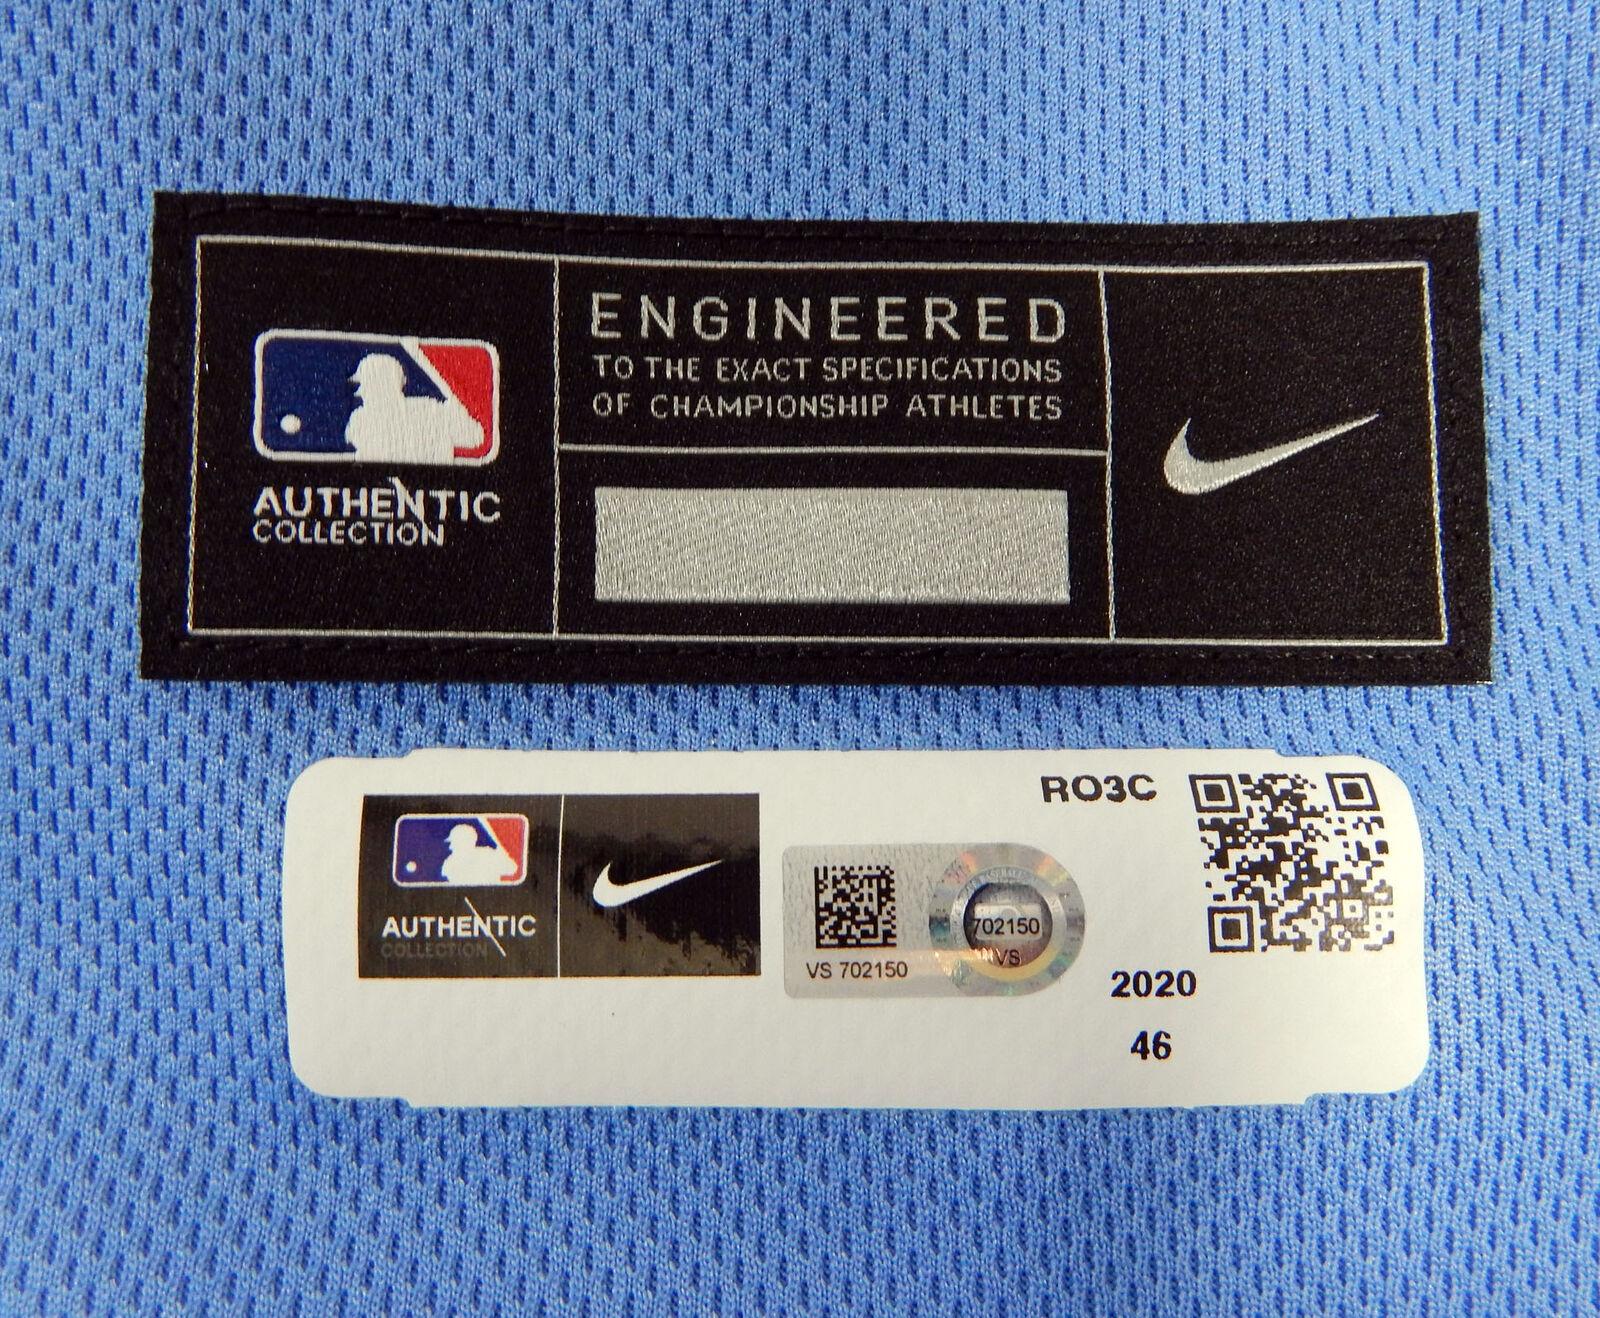 ENGINEERED
TO THE EXACT SPECIFICATIONS
OF CHAMPIONSHIP ATHLETES
AUTHENTIC
COLLECTION
RO3C
AUTHENTIC
COLLECTION
VS 702150
702150
VS
2020
46